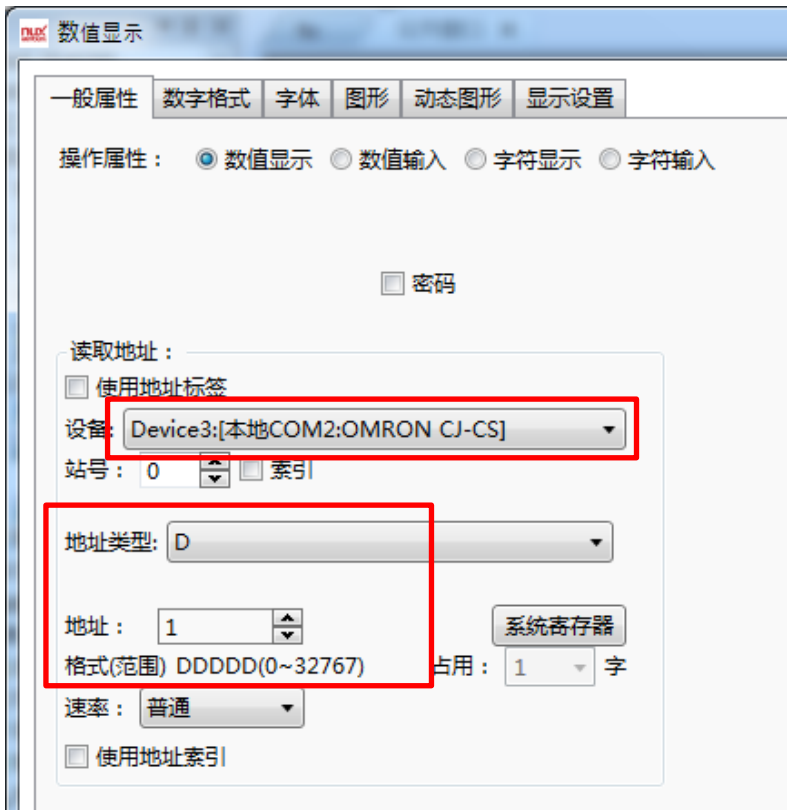 数值显示
一般属性 数字格式 字体 图形 动态图形 显示设置
操作属性： 数值显示 数值输入 字符显示 字符输入
密码
读取地址：
使用地址标签
设备: Device3:[本地COM2:OMRON CJ-CS]
站号： 0 索引
地址类型: D
地址： 1 系统寄存器
格式(范围) DDDDD(0~32767) 占用： 1 字
速率： 普通
使用地址索引